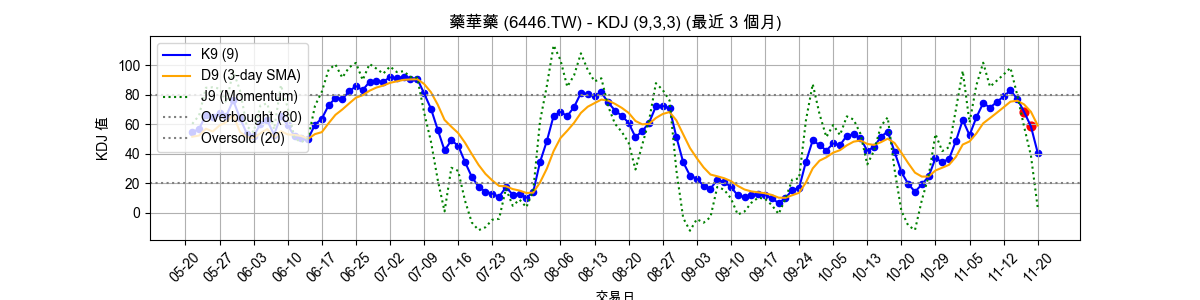 藥華藥 (6446.TW) - KDJ (9,3,3) (最近 3 個月)
K9 (9)
D9 (3-day SMA)
J9 (Momentum)
Overbought (80)
Oversold (20)
KDJ 值
100
80
60
40
20
0
05-20 05-27 06-03 06-10 06-17 06-25 07-02 07-09 07-16 07-23 07-30 08-06 08-13 08-20 08-27 09-03 09-10 09-17 09-24 10-05 10-13 10-20 10-29 11-05 11-12 11-20
交易日